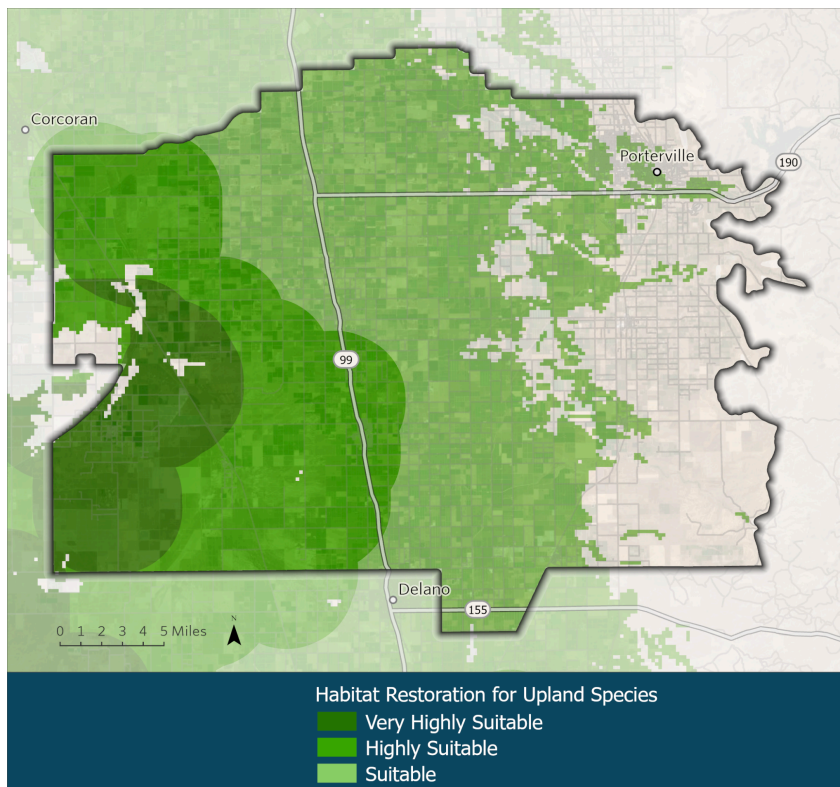 Corcoran
Porterville
190
99
Delano
155
N
0 1 2 3 4 5 Miles
Habitat Restoration for Upland Species
Very Highly Suitable
Highly Suitable
Suitable